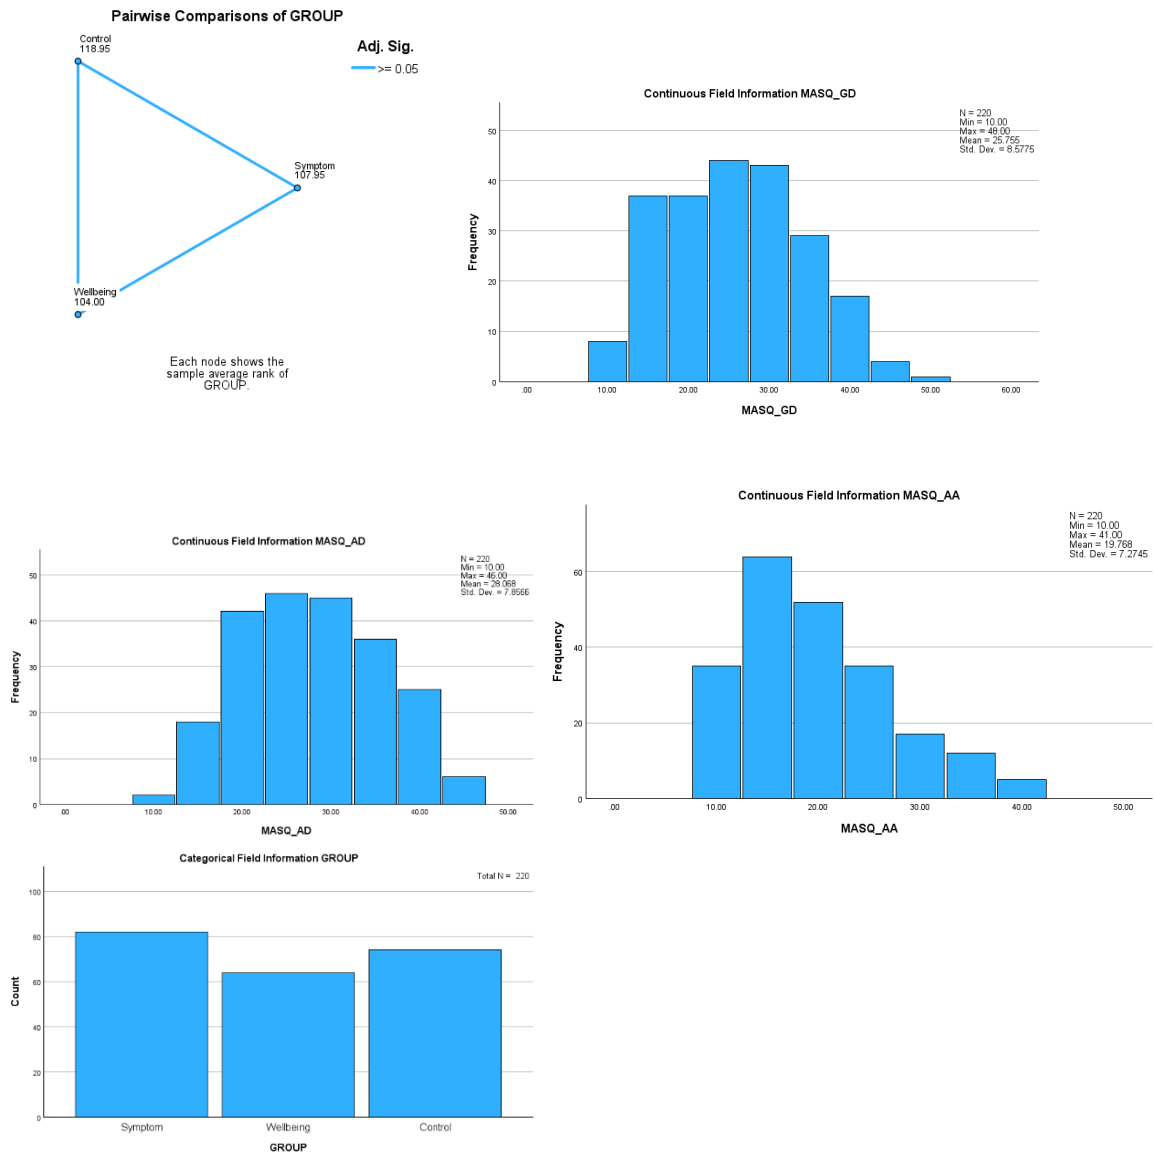 Pairwise Comparisons of GROUP
Control
118.95
Adj. Sig.
>= 0.05
Symptom
107.95
Wellbeing
104.00
Each node shows the
sample average rank of
GROUP.
Continuous Field Information MASQ_GD
N = 220
Min = 10.00
Max = 48.00
Mean = 25.755
Std. Dev. = 8.5775
Frequency
50
40
30
20
10
0
.00 10.00 20.00 30.00 40.00 50.00 60.00
MASQ_GD
Continuous Field Information MASQ_AD
N = 220
Min = 10.00
Max = 46.00
Mean = 28.068
Std. Dev. = 7.8566
Frequency
50
40
30
20
10
0
.00 10.00 20.00 30.00 40.00 50.00
MASQ_AD
Continuous Field Information MASQ_AA
N = 220
Min = 10.00
Max = 41.00
Mean = 19.768
Std. Dev. = 7.2745
Frequency
60
40
20
0
.00 10.00 20.00 30.00 40.00 50.00
MASQ_AA
Categorical Field Information GROUP
Total N = 220
Count
100
80
60
40
20
0
Symptom Wellbeing Control
GROUP